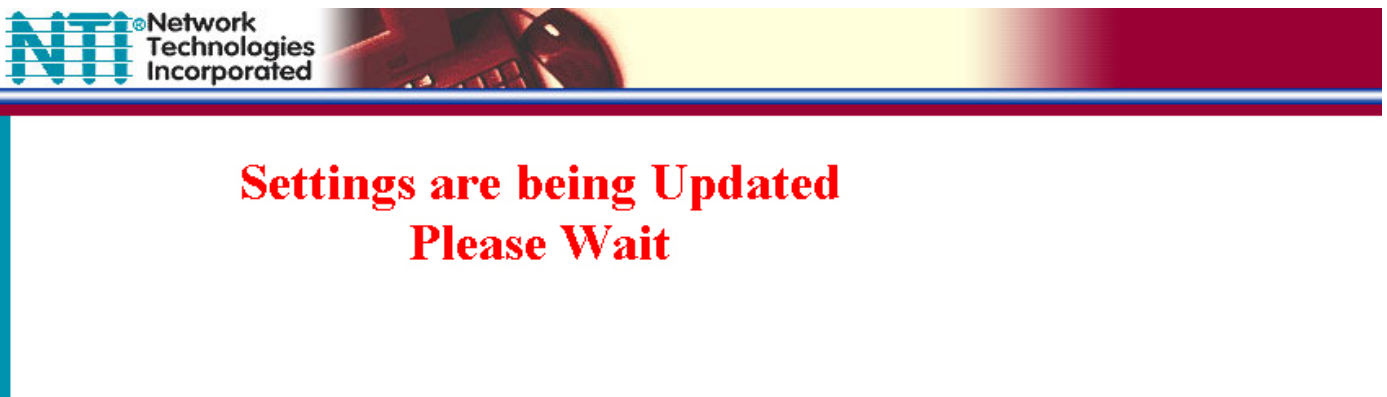 NTI® Network
Technologies
Incorporated
Settings are being Updated
Please Wait